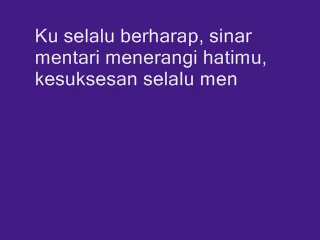 Ku selalu berharap, sinar
mentari menerangi hatimu,
kesuksesan selalu men